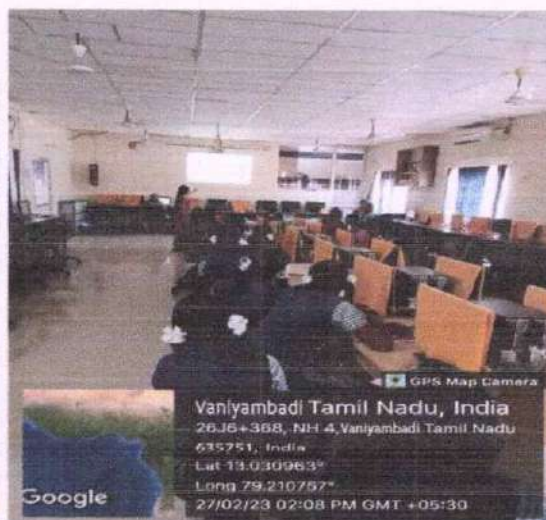 GPS Map Camera
Vaniyambadi Tamil Nadu, India
26J6+368, NH 4,Vaniyambadi Tamil Nadu
635751, India
Lat 13.030963°
Long 79.210757°
27/02/23 02:08 PM GMT +05:30
Google